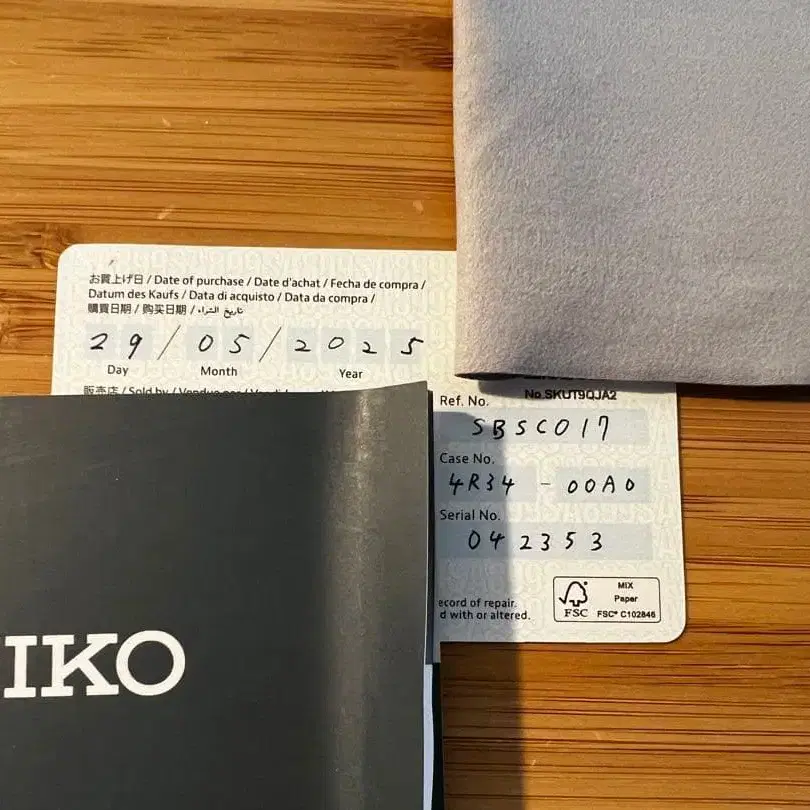 お買上げ日 / Date of purchase / Date d'achat / Fecha de compra /
Datum des Kaufs / Data di acquisto / Data da compra /
購買日期 / 购买日期 / تاريخ الشراء
29 / 05 / 2025
Day Month Year
販売店 / Sold by /
No.SKUT9QJA2
Ref. No.
SBSC017
Case No.
4R34 - 00A0
Serial No.
042353
ecord of repair.
d with or altered.
FSC
MIX
Paper
FSC® C102846
IKO